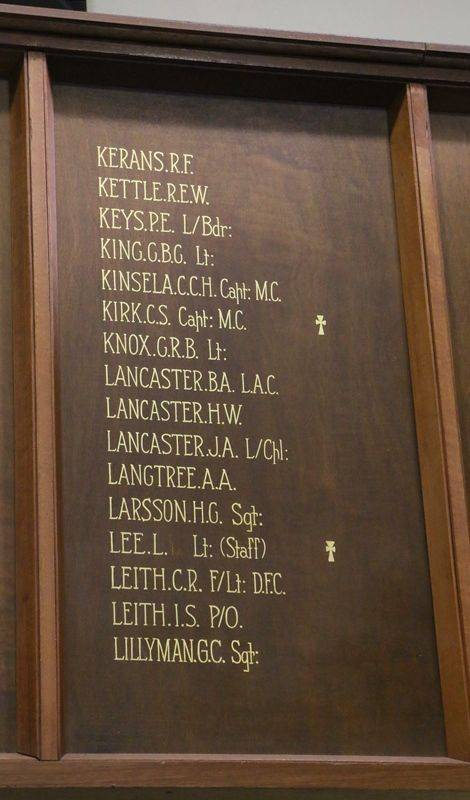 KERANS.R.F.
KETTLE.R.E.W.
KEYS.P.E. L/Bdr:
KING.G.B.G. Lt:
KINSELA.C.C.H. Capt: M.C.
KIRK.C.S. Capt: M.C.
KNOX.G.R.B. Lt:
LANCASTER.B.A. L.A.C.
LANCASTER.H.W.
LANCASTER.J.A. L/Cpl:
LANGTREE.A.A.
LARSSON.H.G. Sgt:
LEE.L. Lt: (Staff)
LEITH.C.R. F/Lt: D.F.C.
LEITH.I.S. P/O.
LILLYMAN.G.C. Sgt: